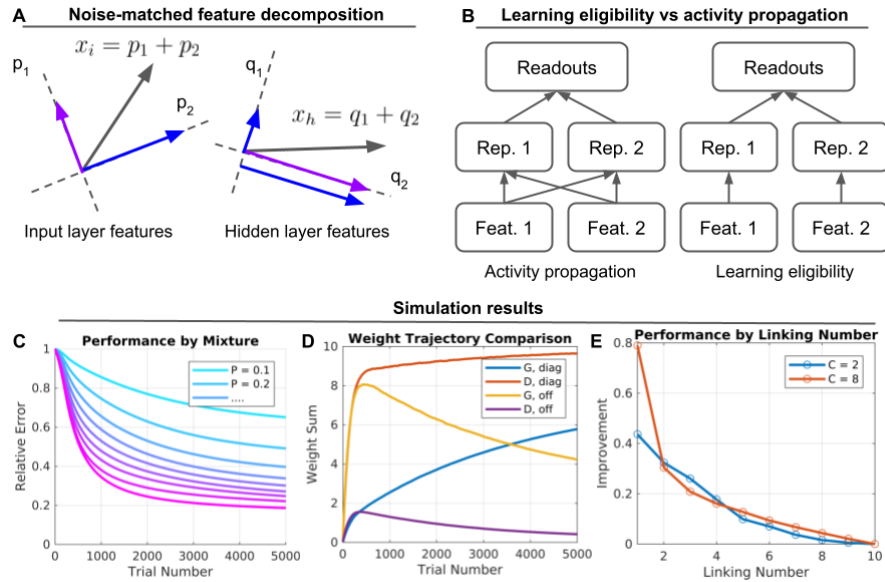 A Noise-matched feature decomposition
x_i = p_1 + p_2
p_1
p_2
q_1
x_h = q_1 + q_2
q_2
Input layer features
Hidden layer features
B Learning eligibility vs activity propagation
Readouts
Readouts
Rep. 1
Rep. 2
Rep. 1
Rep. 2
Feat. 1
Feat. 2
Feat. 1
Feat. 2
Activity propagation
Learning eligibility
Simulation results
C Performance by Mixture
Relative Error
1
0.8
0.6
0.4
0.2
0
P = 0.1
P = 0.2
....
0 1000 2000 3000 4000 5000
Trial Number
D Weight Trajectory Comparison
Weight Sum
10
8
6
4
2
0
G, diag
D, diag
G, off
D, off
0 1000 2000 3000 4000 5000
Trial Number
E Performance by Linking Number
Improvement
0.8
0.6
0.4
0.2
0
C = 2
C = 8
2 4 6 8 10
Linking Number